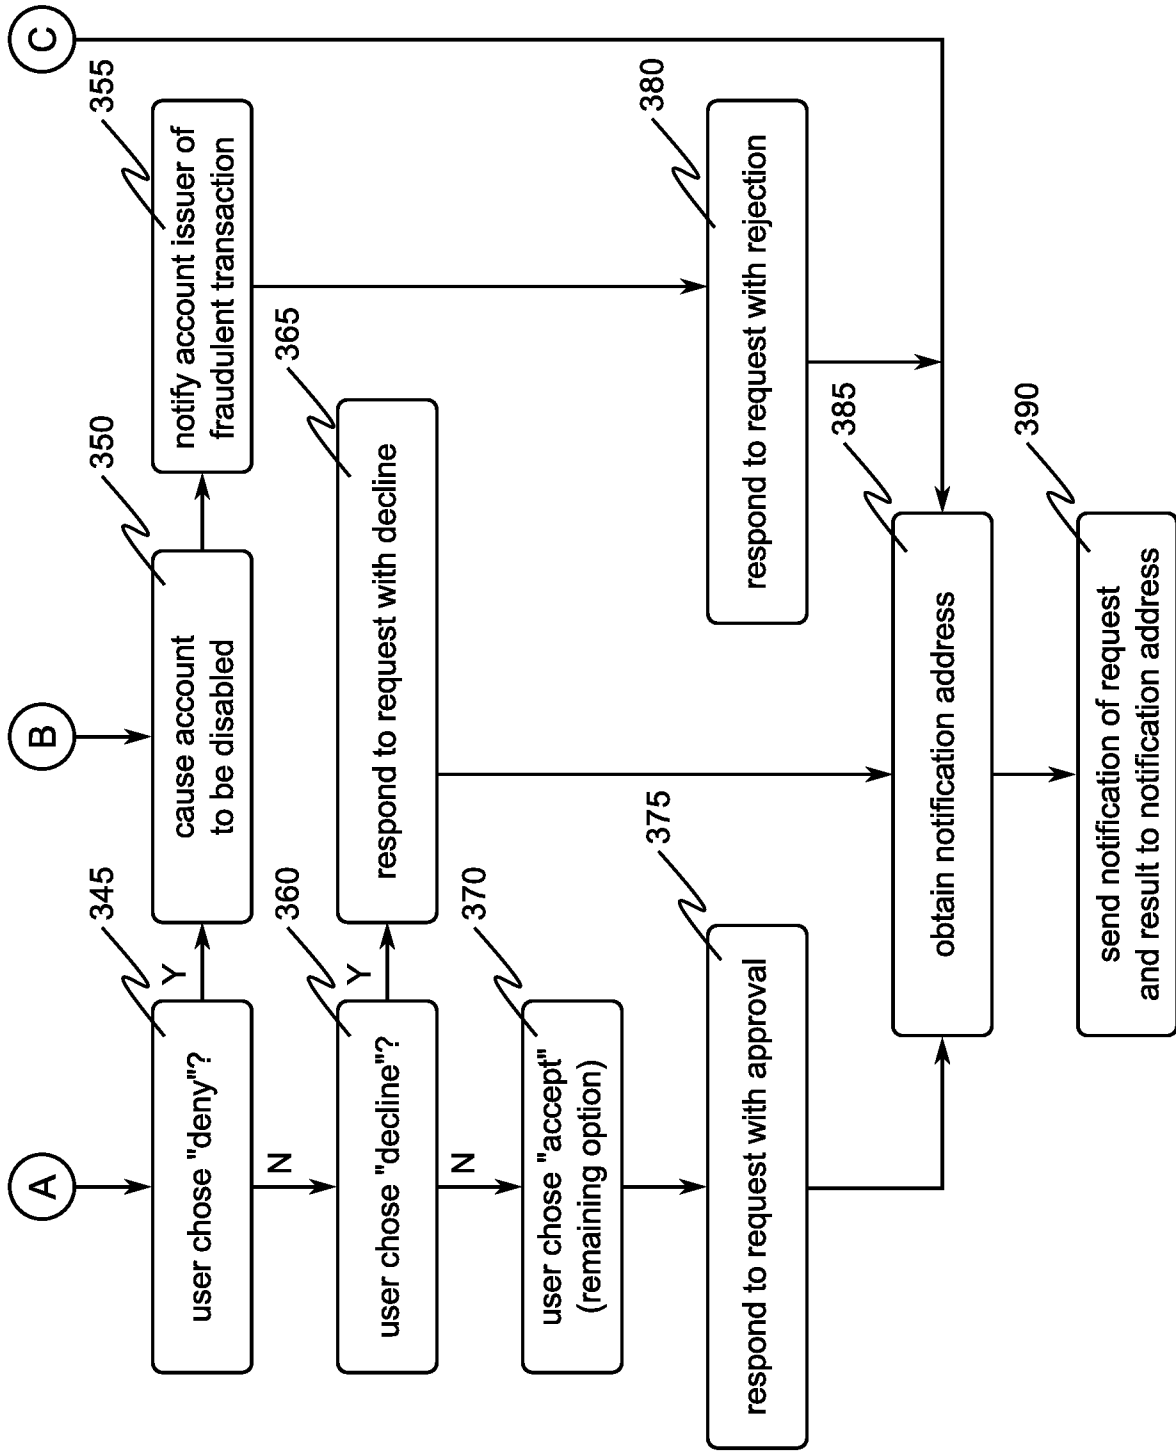 A
B
C
345
user chose "deny"?
Y
N
350
cause account
to be disabled
355
notify account issuer of
fraudulent transaction
360
user chose "decline"?
Y
N
365
respond to request with decline
370
user chose "accept"
(remaining option)
375
respond to request with approval
380
respond to request with rejection
385
obtain notification address
390
send notification of request
and result to notification address